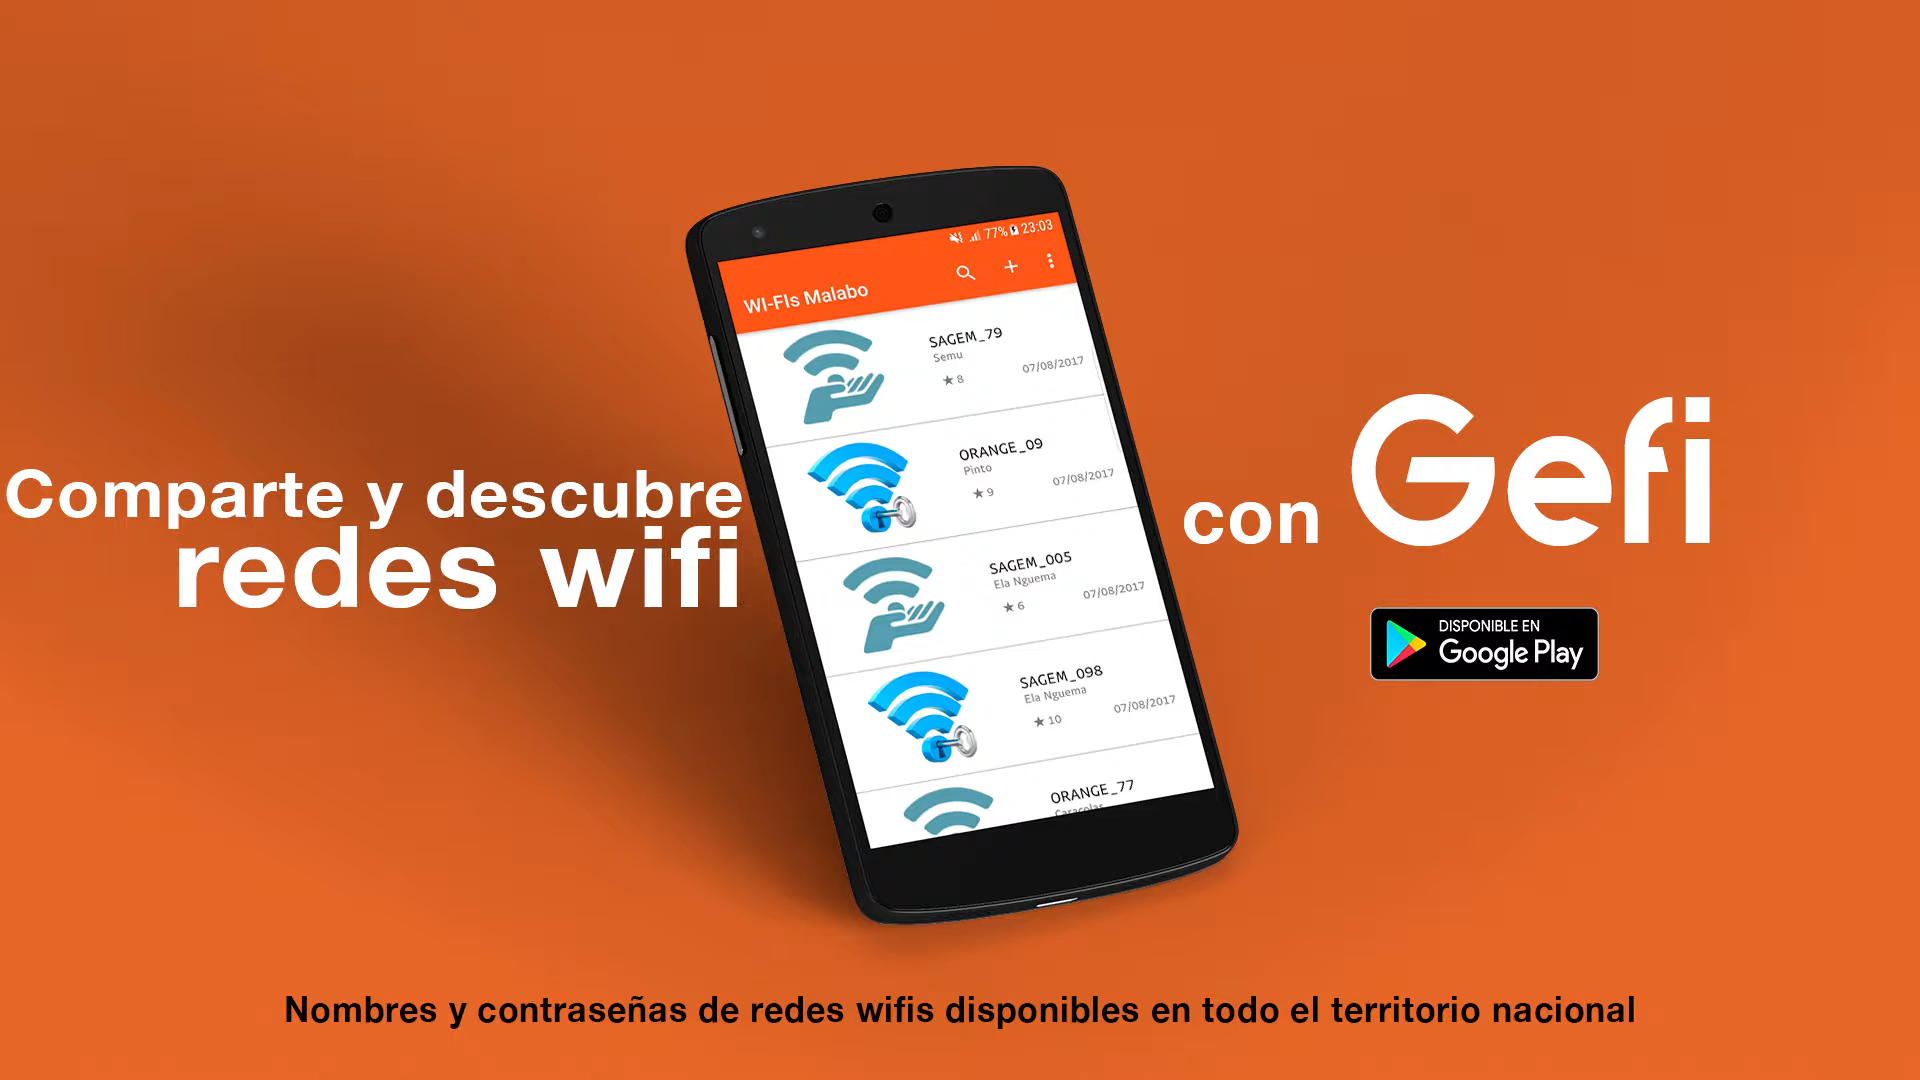 77% 23:03
WI-FIs Malabo
SAGEM_79
Semu
8
07/08/2017
ORANGE_09
Pinto
9
07/08/2017
SAGEM_005
Ela Nguema
6
07/08/2017
SAGEM_098
Ela Nguema
10
07/08/2017
ORANGE_77
Caracolas
Comparte y descubre
redes wifi
con Gefi
DISPONIBLE EN
Google Play
Nombres y contraseñas de redes wifis disponibles en todo el territorio nacional